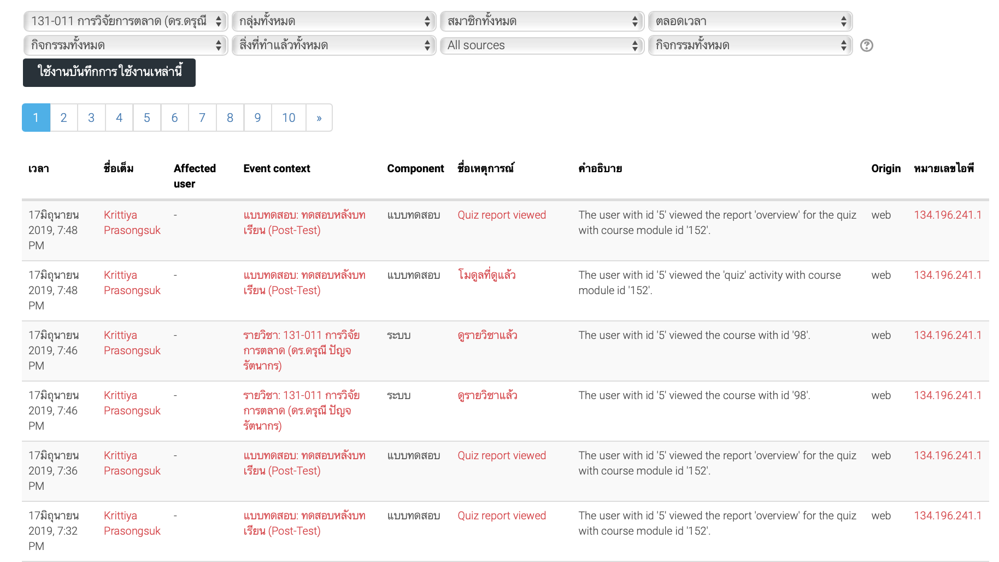 131-011 การวิจัยการตลาด (ดร.ดรุณี กลุ่มทั้งหมด สมาชิกทั้งหมด ตลอดเวลา
กิจกรรมทั้งหมด สิ่งที่ทำแล้วทั้งหมด All sources กิจกรรมทั้งหมด
ใช้งานบันทึกการ ใช้งานเหล่านี้
1 2 3 4 5 6 7 8 9 10 »
เวลา ชื่อเต็ม Affected Event context Component ชื่อเหตุการณ์ คำอธิบาย Origin หมายเลขไอพี
user
17มิถุนายน Krittiya - แบบทดสอบ: ทดสอบหลังบท แบบทดสอบ Quiz report viewed The user with id '5' viewed the report 'overview' for the quiz web 134.196.241.1
2019, 7:48 Prasongsuk เรียน (Post-Test) with course module id '152'.
PM
17มิถุนายน Krittiya - แบบทดสอบ: ทดสอบหลังบท แบบทดสอบ โมดูลที่ดูแล้ว The user with id '5' viewed the 'quiz' activity with course web 134.196.241.1
2019, 7:48 Prasongsuk เรียน (Post-Test) module id '152'.
PM
17มิถุนายน Krittiya - รายวิชา: 131-011 การวิจัย ระบบ ดูรายวิชาแล้ว The user with id '5' viewed the course with id '98'. web 134.196.241.1
2019, 7:46 Prasongsuk การตลาด (ดร.ดรุณี ปัญจ
PM รัตนากร)
17มิถุนายน Krittiya - รายวิชา: 131-011 การวิจัย ระบบ ดูรายวิชาแล้ว The user with id '5' viewed the course with id '98'. web 134.196.241.1
2019, 7:46 Prasongsuk การตลาด (ดร.ดรุณี ปัญจ
PM รัตนากร)
17มิถุนายน Krittiya - แบบทดสอบ: ทดสอบหลังบท แบบทดสอบ Quiz report viewed The user with id '5' viewed the report 'overview' for the quiz web 134.196.241.1
2019, 7:36 Prasongsuk เรียน (Post-Test) with course module id '152'.
PM
17มิถุนายน Krittiya - แบบทดสอบ: ทดสอบหลังบท แบบทดสอบ Quiz report viewed The user with id '5' viewed the report 'overview' for the quiz web 134.196.241.1
2019, 7:32 Prasongsuk เรียน (Post-Test) with course module id '152'.
PM